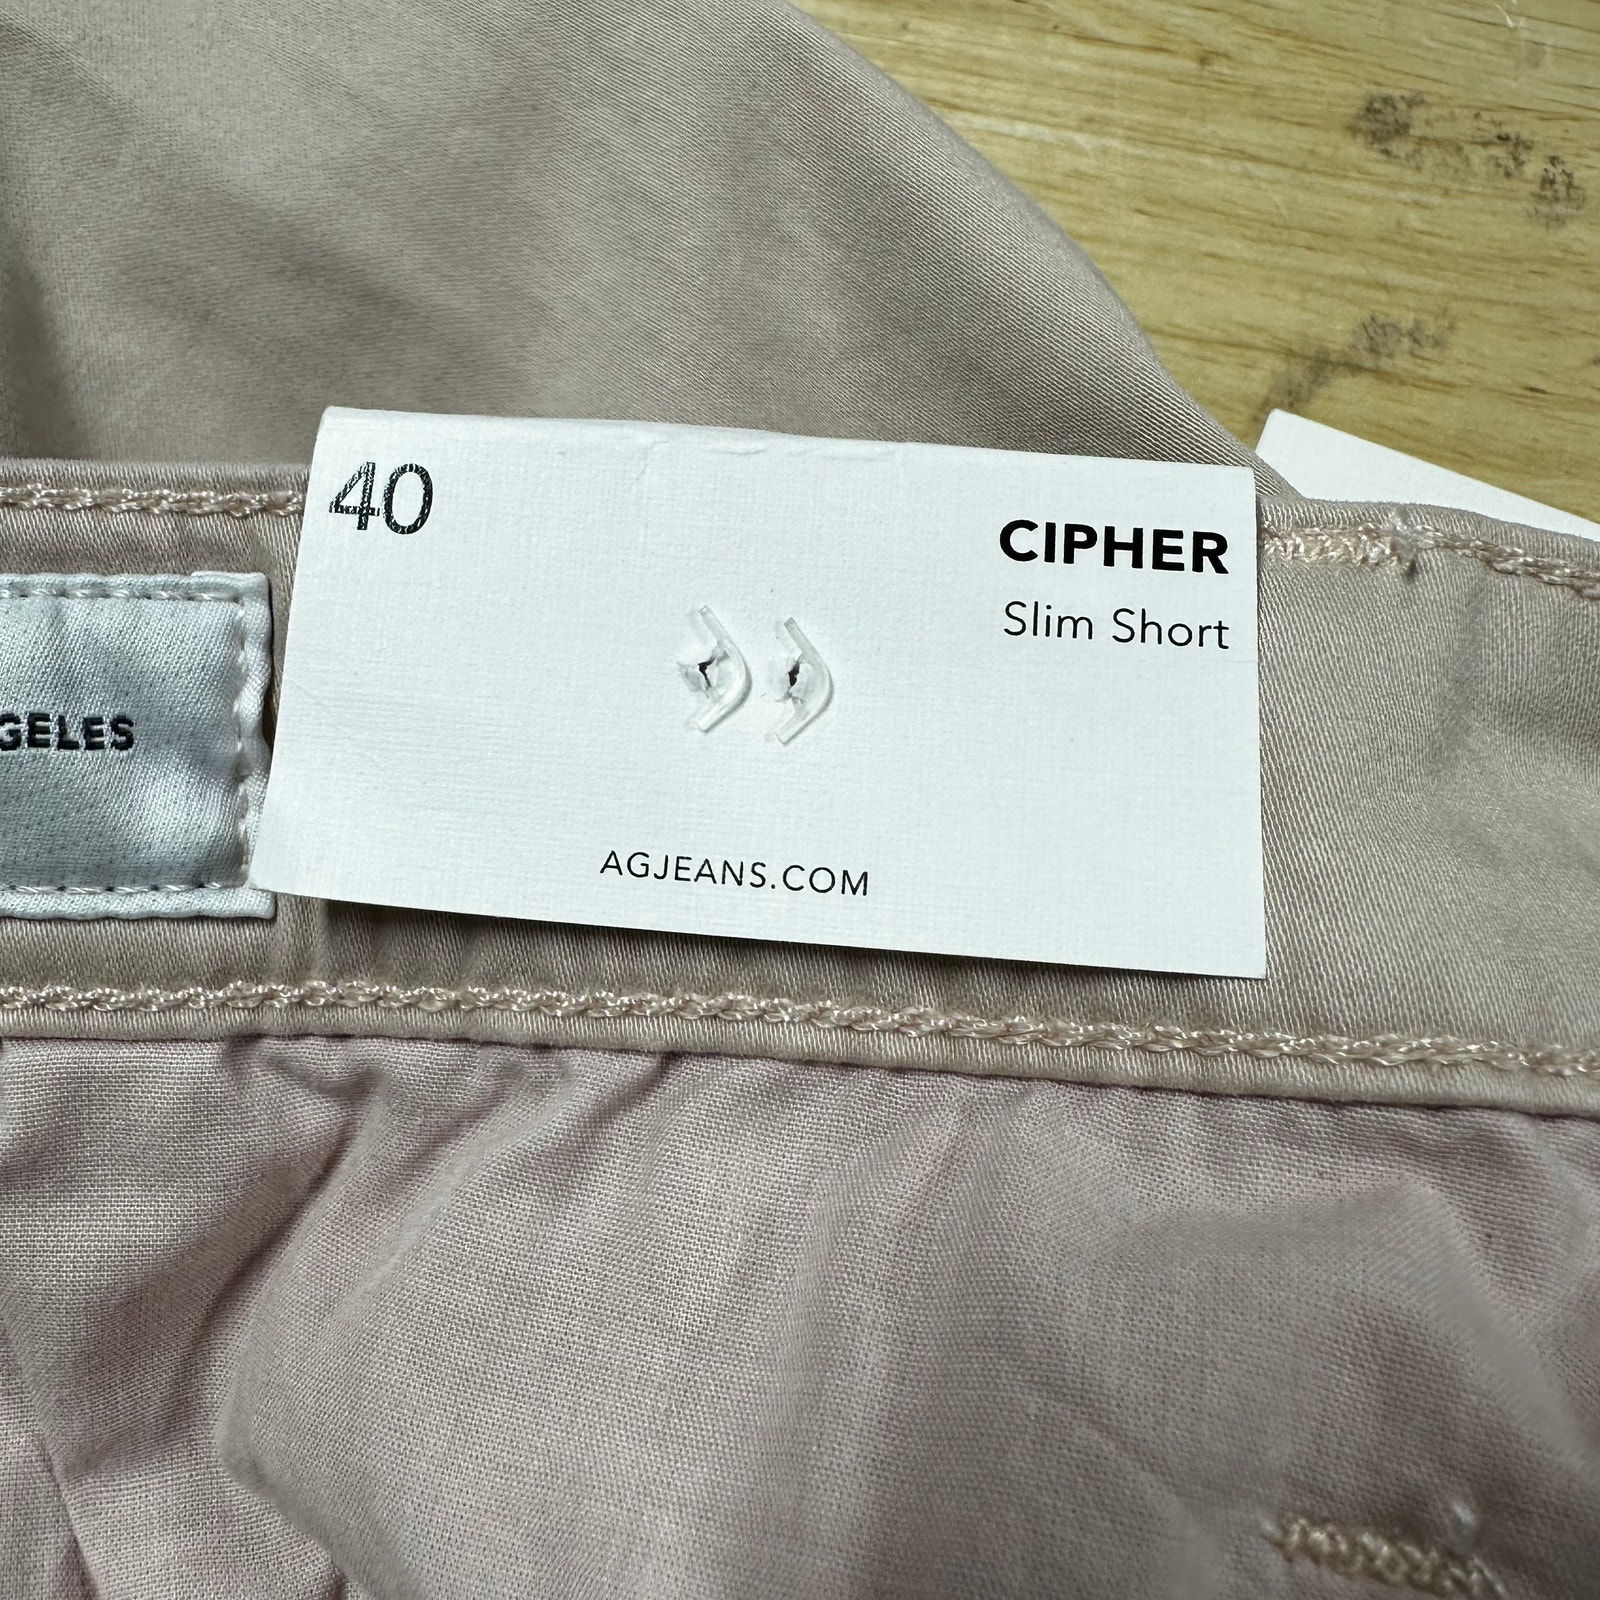 40
CIPHER
Slim Short
GELES
AGJEANS.COM